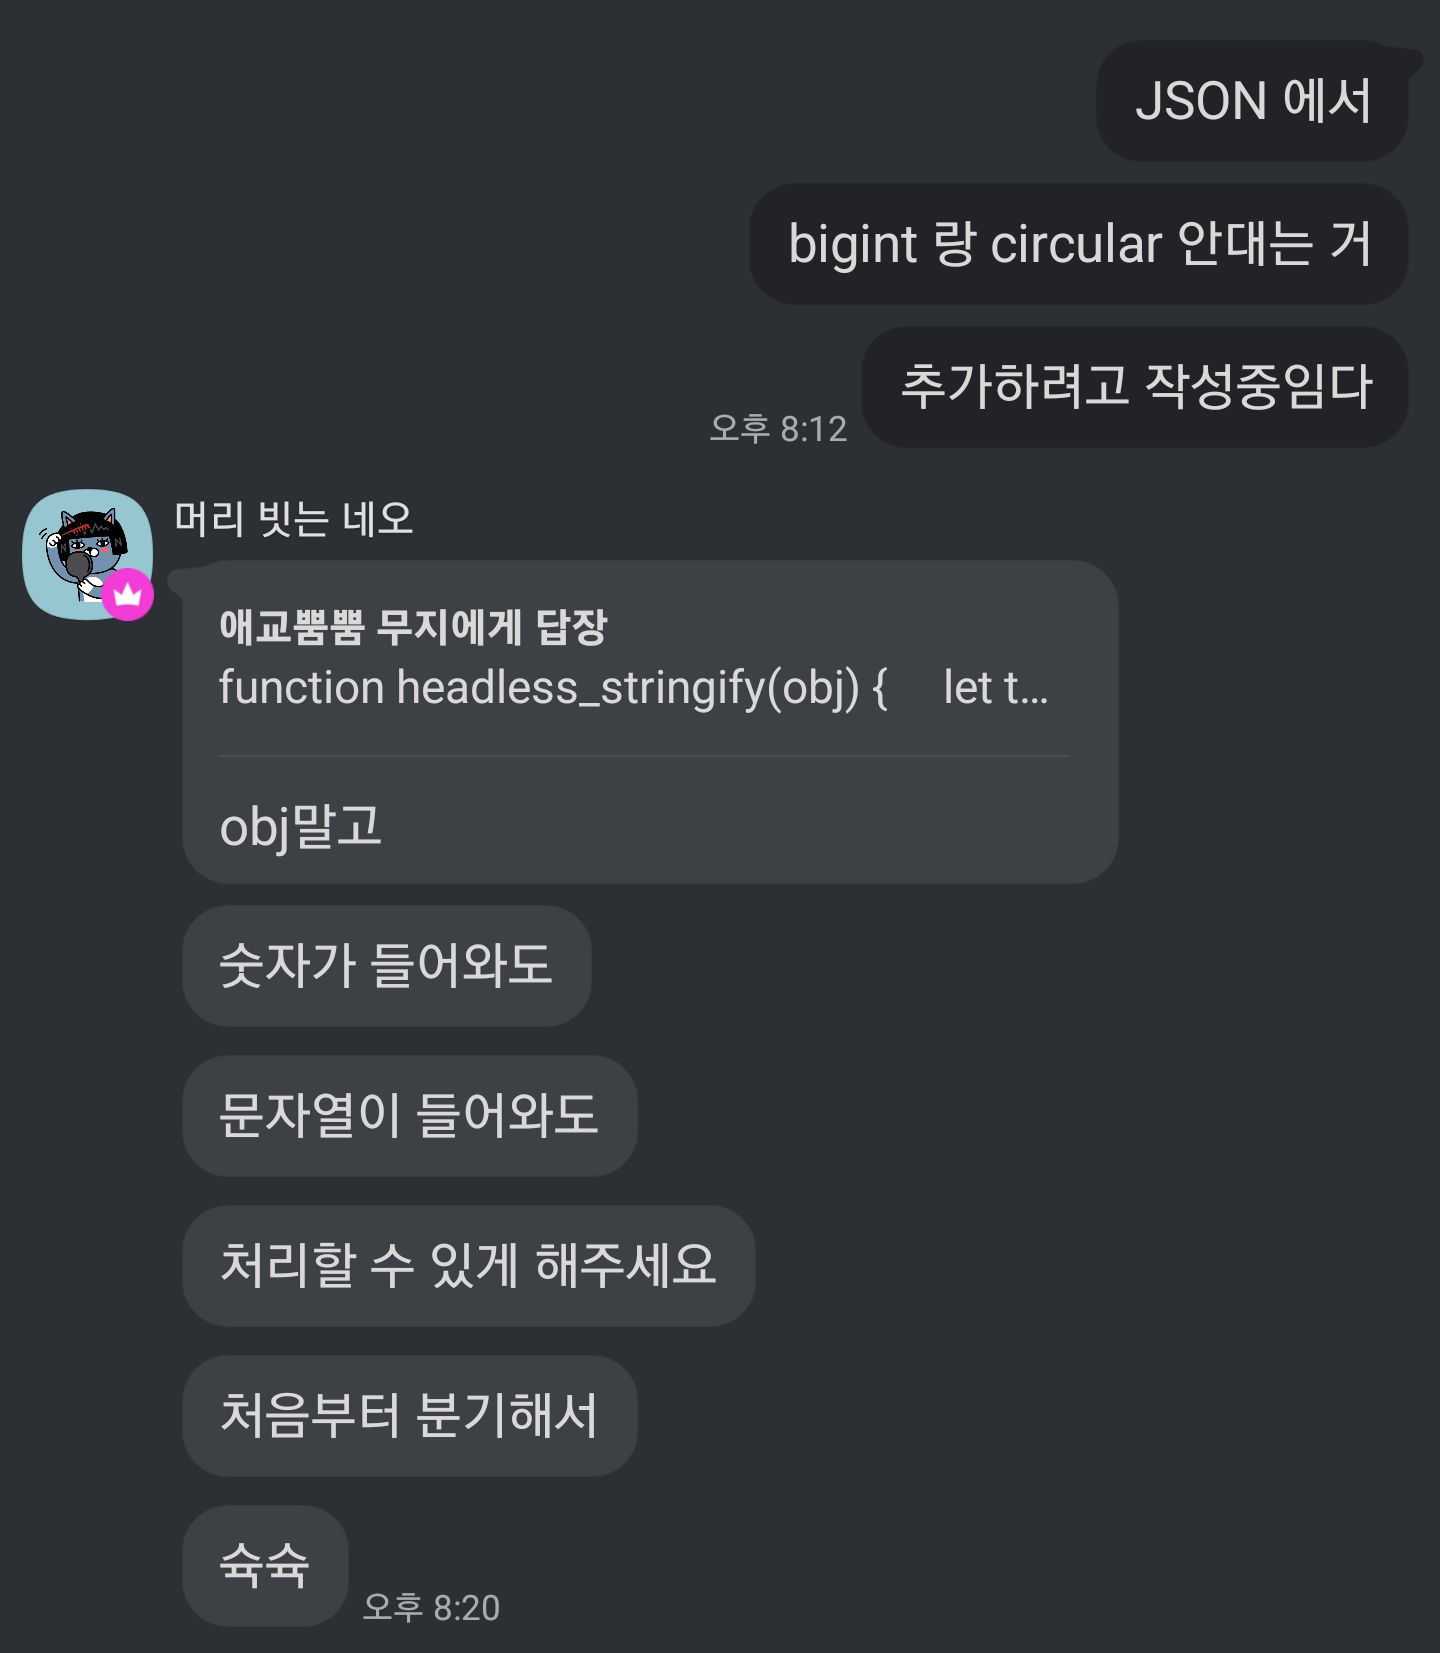 JSON 에서
bigint 랑 circular 안대는 거
추가하려고 작성중임다
오후 8:12
머리 빗는 네오
애교뿜뿜 무지에게 답장
function headless_stringify(obj) { let t...
obj말고
숫자가 들어와도
문자열이 들어와도
처리할 수 있게 해주세요
처음부터 분기해서
슉슉
오후 8:20